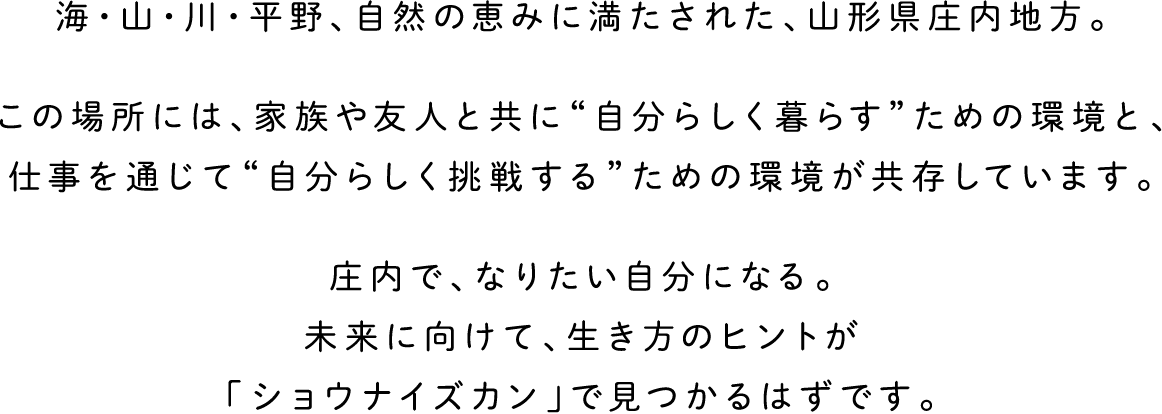 海・山・川・平野、自然の恵みに満たされた、山形県庄内地方。
この場所には、家族や友人と共に“自分らしく暮らす”ための環境と、
仕事を通じて“自分らしく挑戦する”ための環境が共存しています。
庄内で、なりたい自分になる。
未来に向けて、生き方のヒントが
「ショウナイズカン」で見つかるはずです。